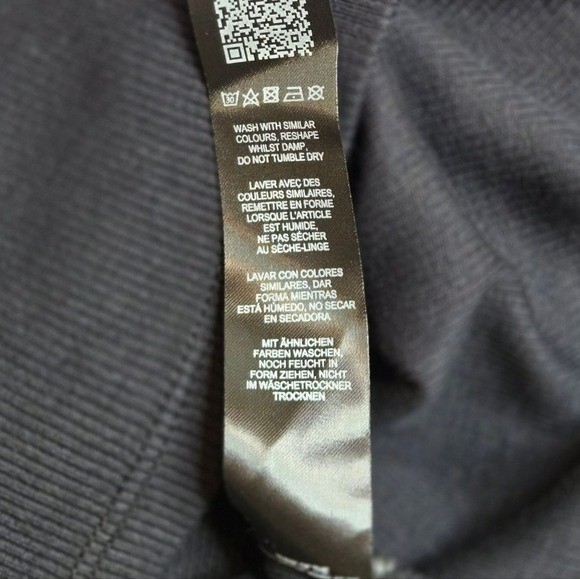 30
WASH WITH SIMILAR
COLOURS, RESHAPE
WHILST DAMP,
DO NOT TUMBLE DRY
LAVER AVEC DES
COULEURS SIMILAIRES,
REMETTRE EN FORME
LORSQUE L'ARTICLE
EST HUMIDE,
NE PAS SÉCHER
AU SÈCHE-LINGE
LAVAR CON COLORES
SIMILARES, DAR
FORMA MIENTRAS
ESTÁ HÚMEDO, NO SECAR
EN SECADORA
MIT ÄHNLICHEN
FARBEN WASCHEN,
NOCH FEUCHT IN
FORM ZIEHEN, NICHT
IM WÄSCHETROCKNER
TROCKNEN